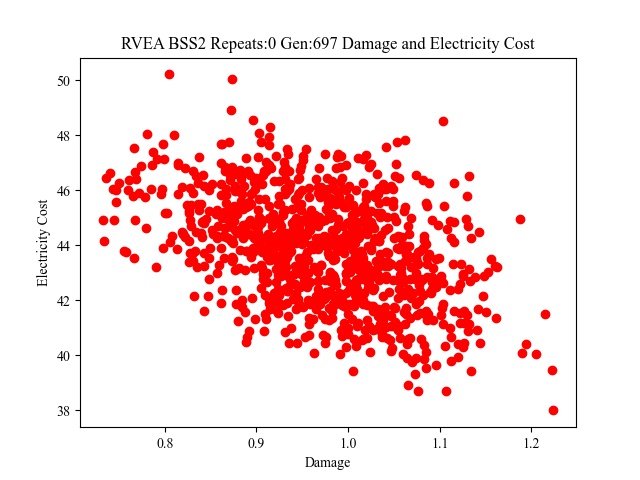 RVEA BSS2 Repeats:0 Gen:697 Damage and Electricity Cost
50
48
46
44
42
40
38
Electricity Cost
0.8 0.9 1.0 1.1 1.2
Damage